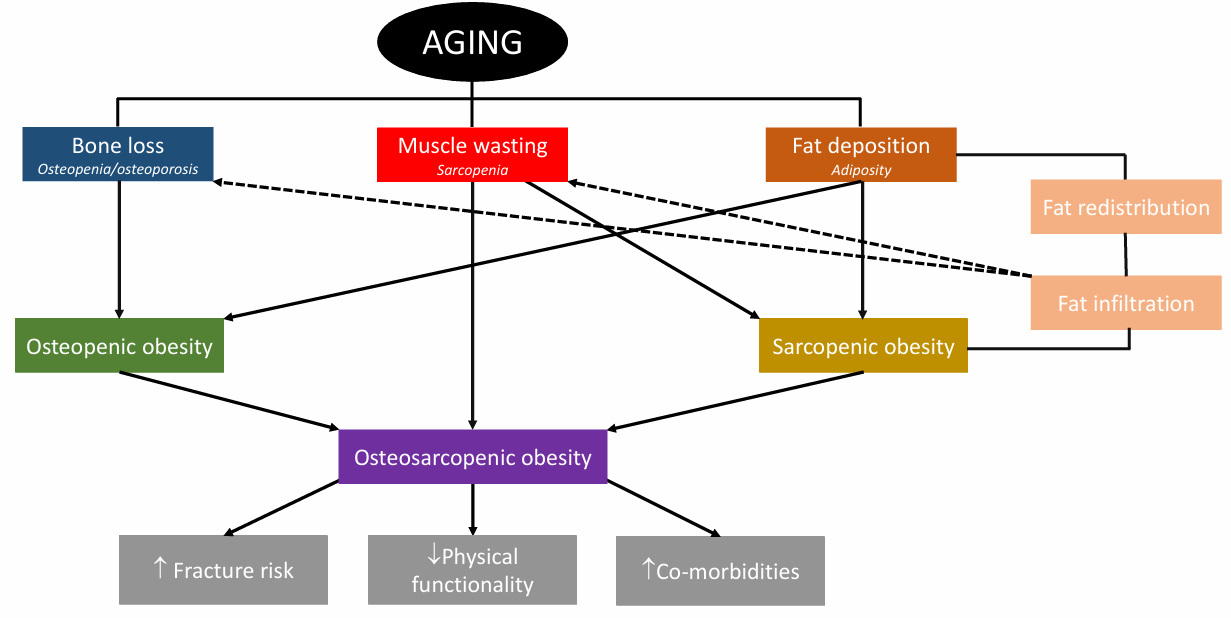 AGING
Bone loss
Osteopenia/osteoporosis
Muscle wasting
Sarcopenia
Fat deposition
Adiposity
Fat redistribution
Fat infiltration
Osteopenic obesity
Sarcopenic obesity
Osteosarcopenic obesity
↑ Fracture risk
↓Physical
functionality
↑Co-morbidities